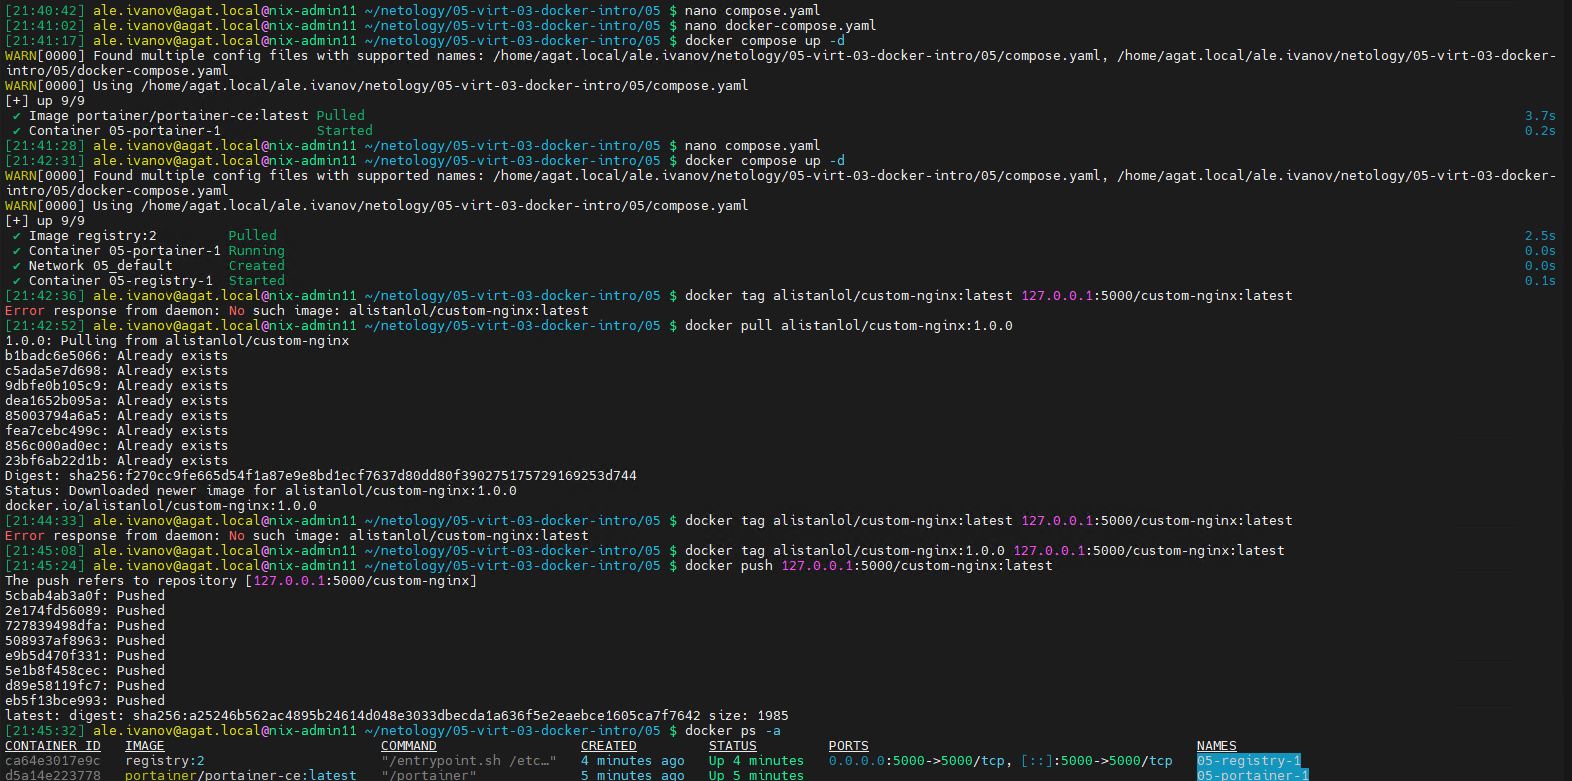 [21:40:42] ale.ivanov@agat.local@nix-admin11 ~/netology/05-virt-03-docker-intro/05 $ nano compose.yaml
[21:41:02] ale.ivanov@agat.local@nix-admin11 ~/netology/05-virt-03-docker-intro/05 $ nano docker-compose.yaml
[21:41:17] ale.ivanov@agat.local@nix-admin11 ~/netology/05-virt-03-docker-intro/05 $ docker compose up -d
WARN[0000] Found multiple config files with supported names: /home/agat.local/ale.ivanov/netology/05-virt-03-docker-intro/05/compose.yaml, /home/agat.local/ale.ivanov/netology/05-virt-03-docker-
intro/05/docker-compose.yaml
WARN[0000] Using /home/agat.local/ale.ivanov/netology/05-virt-03-docker-intro/05/compose.yaml
[+] up 9/9
✔ Image portainer/portainer-ce:latest Pulled 3.7s
✔ Container 05-portainer-1 Started 0.2s
[21:41:28] ale.ivanov@agat.local@nix-admin11 ~/netology/05-virt-03-docker-intro/05 $ nano compose.yaml
[21:42:31] ale.ivanov@agat.local@nix-admin11 ~/netology/05-virt-03-docker-intro/05 $ docker compose up -d
WARN[0000] Found multiple config files with supported names: /home/agat.local/ale.ivanov/netology/05-virt-03-docker-intro/05/compose.yaml, /home/agat.local/ale.ivanov/netology/05-virt-03-docker-
intro/05/docker-compose.yaml
WARN[0000] Using /home/agat.local/ale.ivanov/netology/05-virt-03-docker-intro/05/compose.yaml
[+] up 9/9
✔ Image registry:2 Pulled 2.5s
✔ Container 05-portainer-1 Running 0.0s
✔ Network 05_default Created 0.0s
✔ Container 05-registry-1 Started 0.1s
[21:42:36] ale.ivanov@agat.local@nix-admin11 ~/netology/05-virt-03-docker-intro/05 $ docker tag alistanlol/custom-nginx:latest 127.0.0.1:5000/custom-nginx:latest
Error response from daemon: No such image: alistanlol/custom-nginx:latest
[21:42:52] ale.ivanov@agat.local@nix-admin11 ~/netology/05-virt-03-docker-intro/05 $ docker pull alistanlol/custom-nginx:1.0.0
1.0.0: Pulling from alistanlol/custom-nginx
b1badc6e5066: Already exists
c5ada5e7d698: Already exists
9dbfe0b105c9: Already exists
dea1652b095a: Already exists
85003794a6a5: Already exists
fea7cebc499c: Already exists
856c000ad0ec: Already exists
23bf6ab22d1b: Already exists
Digest: sha256:f270cc9fe665d54f1a87e9e8bd1ecf7637d80dd80f390275175729169253d744
Status: Downloaded newer image for alistanlol/custom-nginx:1.0.0
docker.io/alistanlol/custom-nginx:1.0.0
[21:44:33] ale.ivanov@agat.local@nix-admin11 ~/netology/05-virt-03-docker-intro/05 $ docker tag alistanlol/custom-nginx:latest 127.0.0.1:5000/custom-nginx:latest
Error response from daemon: No such image: alistanlol/custom-nginx:latest
[21:45:08] ale.ivanov@agat.local@nix-admin11 ~/netology/05-virt-03-docker-intro/05 $ docker tag alistanlol/custom-nginx:1.0.0 127.0.0.1:5000/custom-nginx:latest
[21:45:24] ale.ivanov@agat.local@nix-admin11 ~/netology/05-virt-03-docker-intro/05 $ docker push 127.0.0.1:5000/custom-nginx:latest
The push refers to repository [127.0.0.1:5000/custom-nginx]
5cbab4ab3a0f: Pushed
2e174fd56089: Pushed
727839498dfa: Pushed
508937af8963: Pushed
e9b5d470f331: Pushed
5e1b8f458cec: Pushed
d89e58119fc7: Pushed
eb5f13bce993: Pushed
latest: digest: sha256:a25246b562ac4895b24614d048e3033dbecda1a636f5e2eaebce1605ca7f7642 size: 1985
[21:45:32] ale.ivanov@agat.local@nix-admin11 ~/netology/05-virt-03-docker-intro/05 $ docker ps -a
CONTAINER ID IMAGE COMMAND CREATED STATUS PORTS NAMES
ca64e3017e9c registry:2 "/entrypoint.sh /etc…" 4 minutes ago Up 4 minutes 0.0.0.0:5000->5000/tcp, [::]:5000->5000/tcp 05-registry-1
d5a14e223778 portainer/portainer-ce:latest "/portainer" 5 minutes ago Up 5 minutes 05-portainer-1